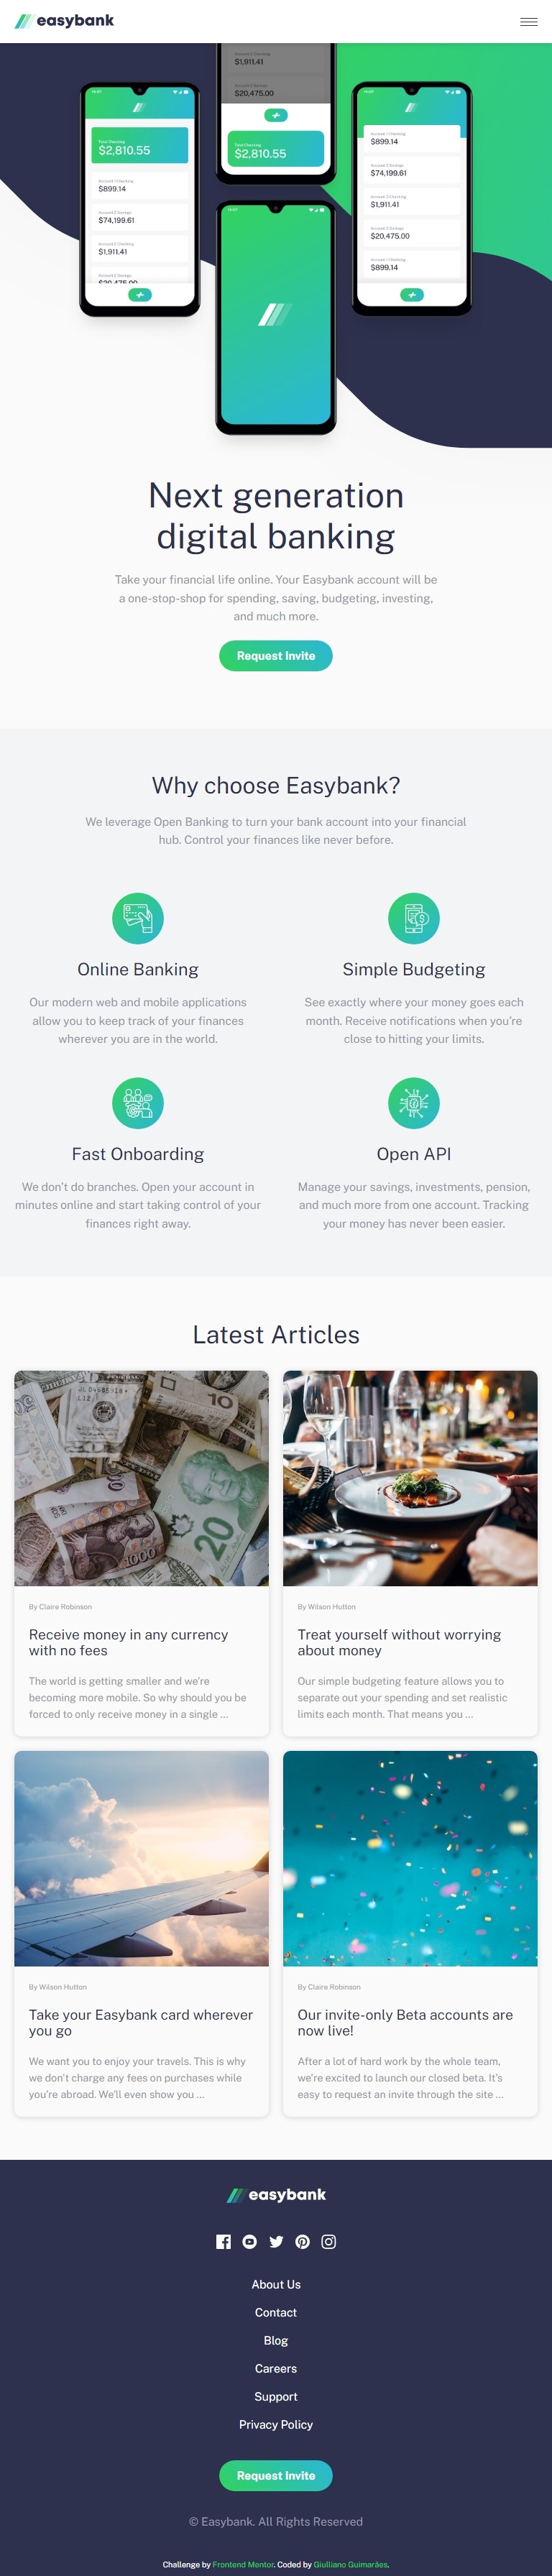 easybank
$1,911.41
$20,475.00
Total Checking
$2,810.55
Account 1 Checking
$899.14
Account 2 Savings
$74,199.61
Account 3 Checking
$1,911.41
Total Checking
$2,810.55
Account 1 Checking
$899.14
Account 2 Savings
$74,199.61
$1,911.41
Account 2 Savings
$20,475.00
Account 1 Checking
$899.14
Next generation
digital banking
Take your financial life online. Your Easybank account will be
a one-stop-shop for spending, saving, budgeting, investing,
and much more.
Request Invite
Why choose Easybank?
We leverage Open Banking to turn your bank account into your financial
hub. Control your finances like never before.
Online Banking
Our modern web and mobile applications
allow you to keep track of your finances
wherever you are in the world.
Simple Budgeting
See exactly where your money goes each
month. Receive notifications when you're
close to hitting your limits.
Fast Onboarding
We don't do branches. Open your account in
minutes online and start taking control of your
finances right away.
Open API
Manage your savings, investments, pension,
and much more from one account. Tracking
your money has never been easier.
Latest Articles
10
20
1000
By Claire Robinson
Receive money in any currency
with no fees
The world is getting smaller and we're
becoming more mobile. So why should you be
forced to only receive money in a single ...
By Wilson Hutton
Treat yourself without worrying
about money
Our simple budgeting feature allows you to
separate out your spending and set realistic
limits each month. That means you ...
By Wilson Hutton
Take your Easybank card wherever
you go
We want you to enjoy your travels. This is why
we don't charge any fees on purchases while
you're abroad. We'll even show you ...
By Claire Robinson
Our invite-only Beta accounts are
now live!
After a lot of hard work by the whole team,
we're excited to launch our closed beta. It's
easy to request an invite through the site ...
easybank
About Us
Contact
Blog
Careers
Support
Privacy Policy
Request Invite
© Easybank. All Rights Reserved
Challenge by Frontend Mentor. Coded by Giulliano Guimarães.